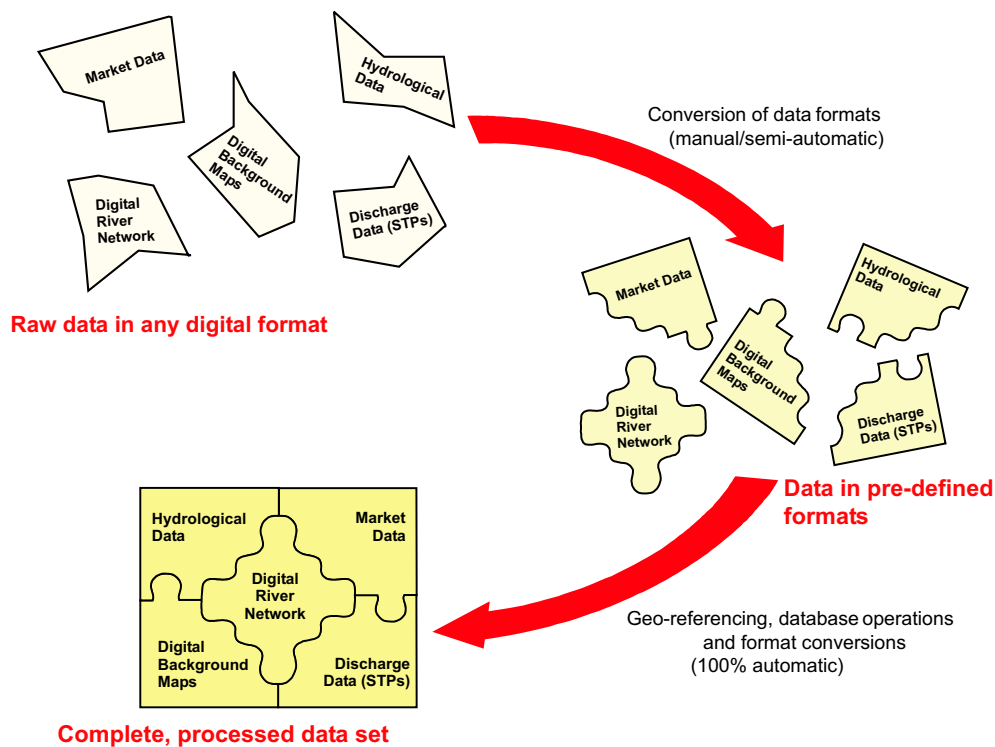 Market Data
Hydrological
Data
Digital
Background
Maps
Digital
River
Network
Discharge
Data (STPs)
Raw data in any digital format
Conversion of data formats
(manual/semi-automatic)
Market Data
Hydrological
Data
Digital
Background
Maps
Digital
River
Network
Discharge
Data (STPs)
Data in pre-defined
formats
Geo-referencing, database operations
and format conversions
(100% automatic)
Hydrological
Data
Market
Data
Digital
River
Network
Digital
Background
Maps
Discharge
Data (STPs)
Complete, processed data set